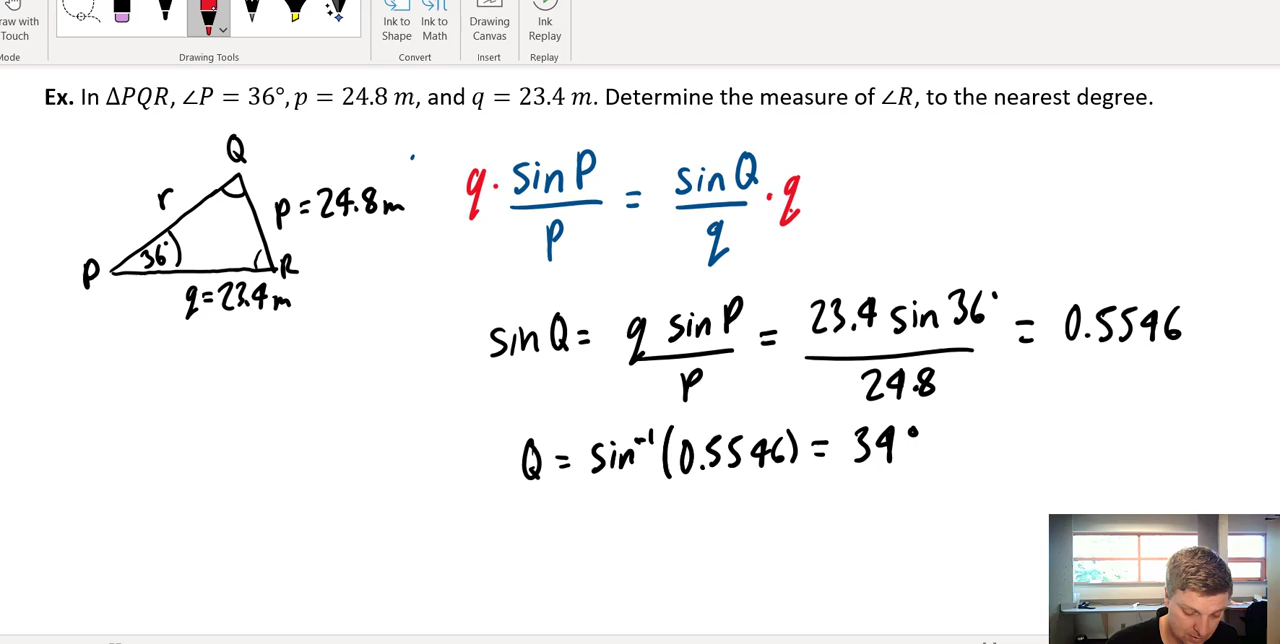 raw with
Touch
Mode
Ink to
Shape
Ink to
Math
Drawing
Canvas
Ink
Replay
Drawing Tools
Convert
Insert
Replay
Ex. In ΔPQR, ∠P = 36°, p = 24.8 m, and q = 23.4 m. Determine the measure of ∠R, to the nearest degree.
Q
r
p = 24.8 m
36°
P
R
q = 23.4 m
q · sin P / p = sin Q / q · q
sin Q = q sin P / p = 23.4 sin 36° / 24.8 = 0.5546
Q = sin⁻¹(0.5546) = 34°